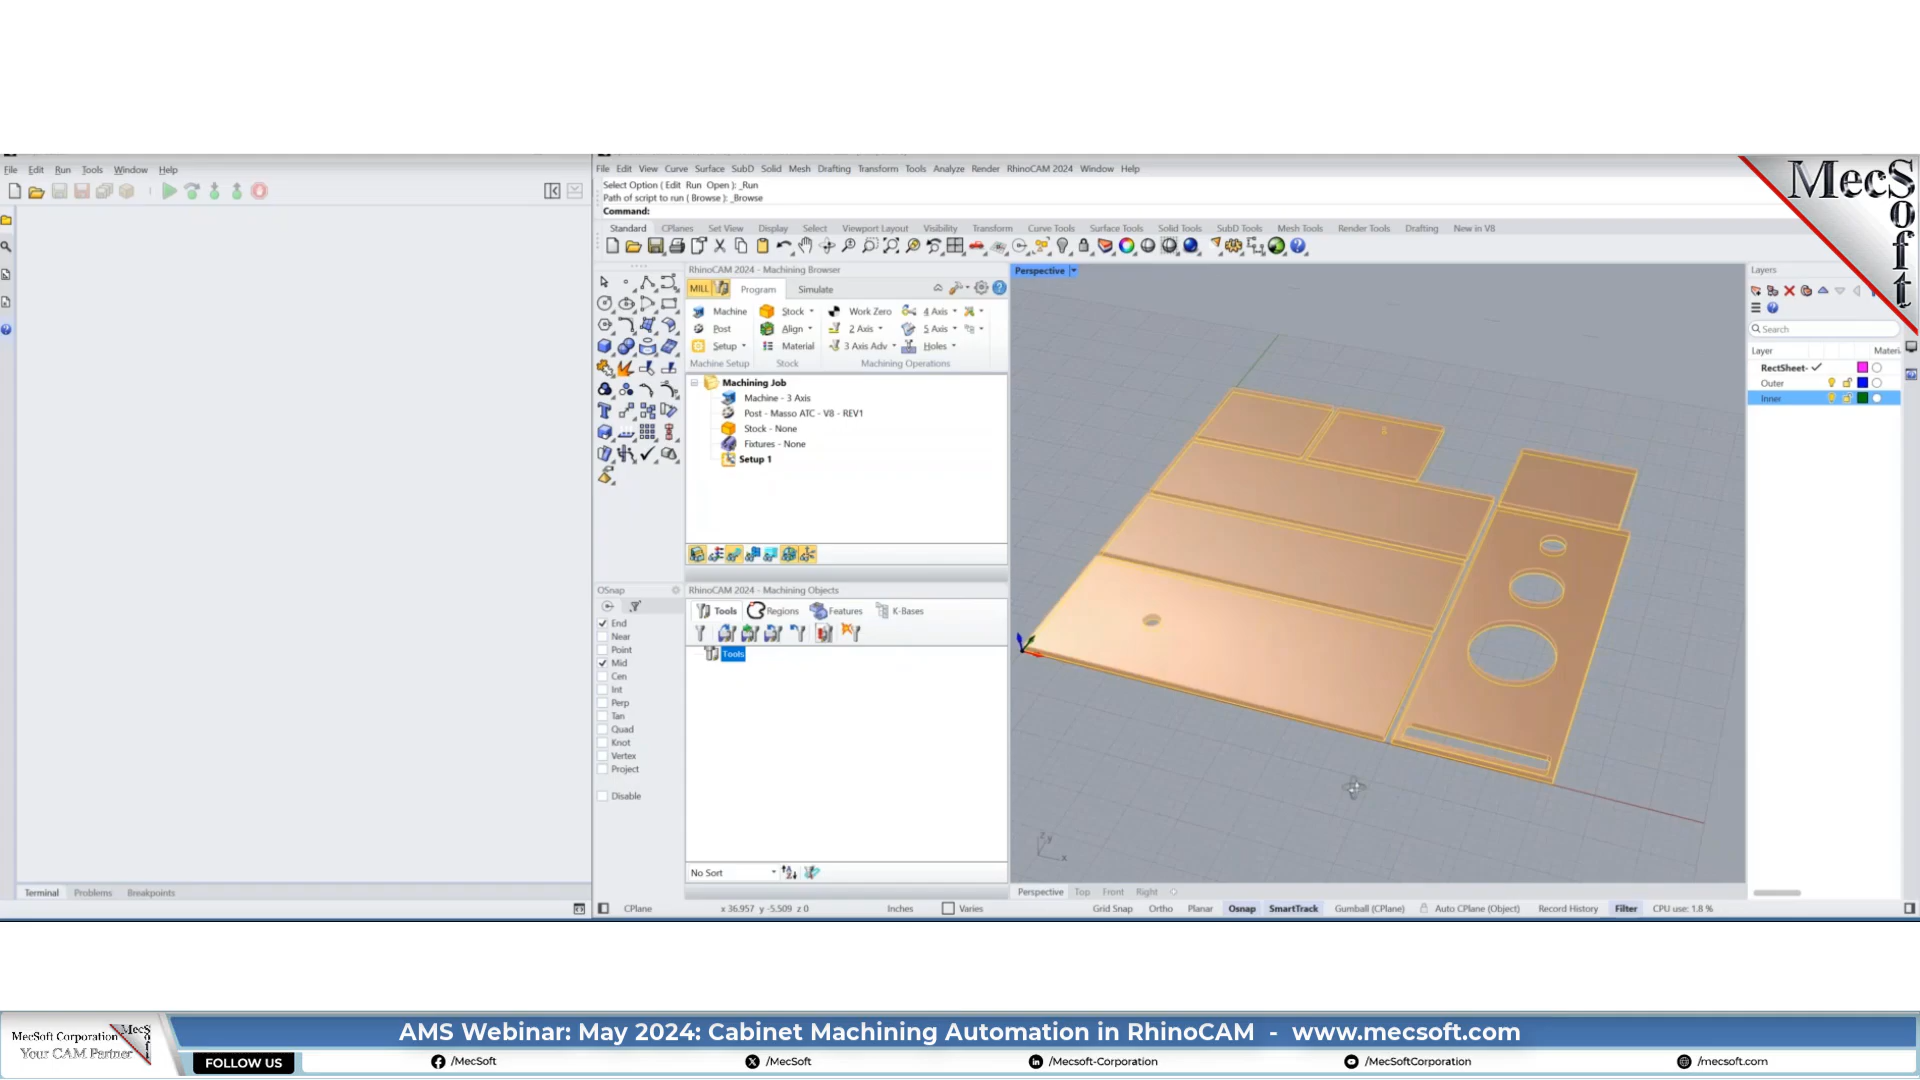 File Edit Run Tools Window Help
File Edit View Curve Surface SubD Solid Mesh Drafting Transform Tools Analyze Render RhinoCAM 2024 Window Help
Select Option ( Edit Run Open ): _Run
Path of script to run ( Browse ): _Browse
Command:
Standard CPlanes Set View Display Select Viewport Layout Visibility Transform Curve Tools Surface Tools Solid Tools SubD Tools Mesh Tools Render Tools Drafting New in V8
RhinoCAM 2024 - Machining Browser
MILL Program Simulate
Machine Stock Work Zero 4 Axis
Post Align 2 Axis 5 Axis
Setup Material 3 Axis Adv Holes
Machine Setup Stock Machining Operations
Machining Job
Machine - 3 Axis
Post - Masso ATC - V8 - REV1
Stock - None
Fixtures - None
Setup 1
OSnap
End
Near
Point
Mid
Cen
Int
Perp
Tan
Quad
Knot
Vertex
Project
Disable
RhinoCAM 2024 - Machining Objects
Tools Regions Features K-Bases
Tools
No Sort
Perspective
z y x
Perspective Top Front Right
Layers
Search
Layer Materi
RectSheet-
Outer
Inner
MecSoft
Terminal Problems Breakpoints
CPlane x 36.957 y -5.509 z 0 Inches Varies Grid Snap Ortho Planar Osnap SmartTrack Gumball (CPlane) Auto CPlane (Object) Record History Filter CPU use: 1.8 %
MecSoft Corporation MecSoft
Your CAM Partner
AMS Webinar: May 2024: Cabinet Machining Automation in RhinoCAM - www.mecsoft.com
FOLLOW US /MecSoft /MecSoft /Mecsoft-Corporation /MecSoftCorporation /mecsoft.com